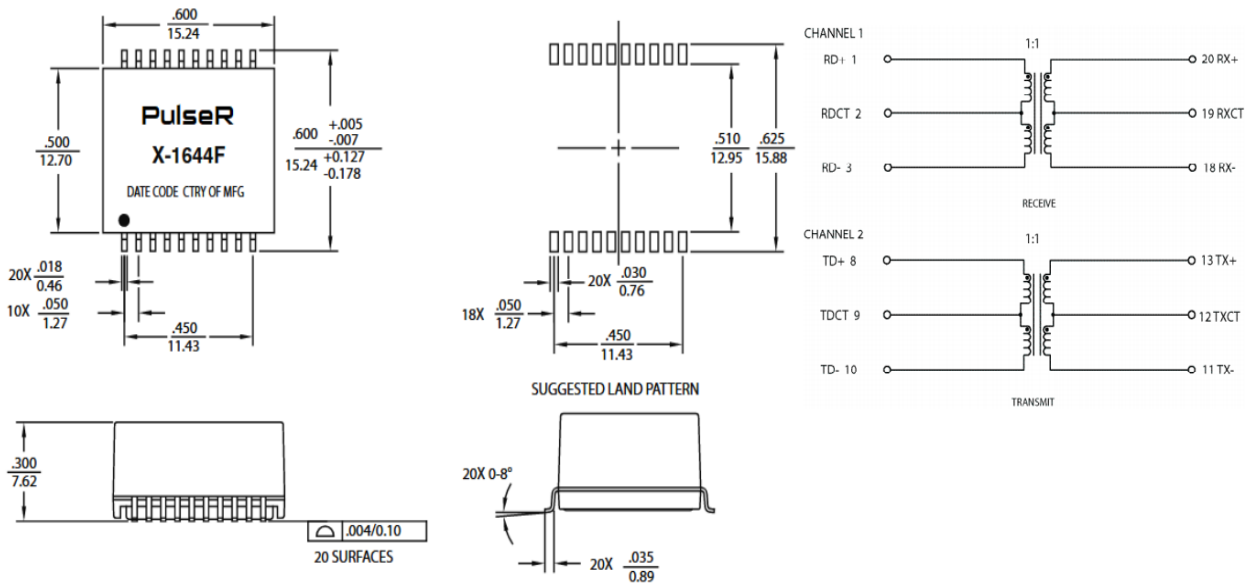 .600
15.24
PulseR
X-1644F
DATE CODE CTRY OF MFG
.500
12.70
.600 +.005
-.007
15.24 +0.127
-0.178
20X .018
0.46
10X .050
1.27
.450
11.43
.510
12.95
.625
15.88
20X .030
0.76
18X .050
1.27
.450
11.43
SUGGESTED LAND PATTERN
CHANNEL 1
1:1
RD+ 1
20 RX+
RDCT 2
19 RXCT
RD- 3
18 RX-
RECEIVE
CHANNEL 2
1:1
TD+ 8
13 TX+
TDCT 9
12 TXCT
TD- 10
11 TX-
TRANSMIT
.300
7.62
.004/0.10
20 SURFACES
20X 0-8°
20X .035
0.89